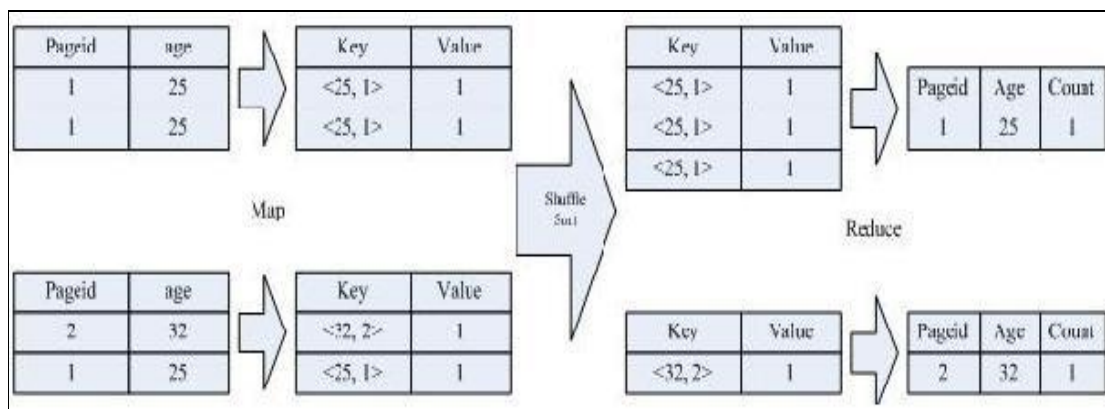 Pageid age
1 25
1 25
Key Value
<25, 1> 1
<25, 1> 1
Map
Pageid age
2 32
1 25
Key Value
<32, 2> 1
<25, 1> 1
Shuffle
Sort
Key Value
<25, 1> 1
<25, 1> 1
<25, 1> 1
Pageid Age Count
1 25 1
Reduce
Key Value
<32, 2> 1
Pageid Age Count
2 32 1